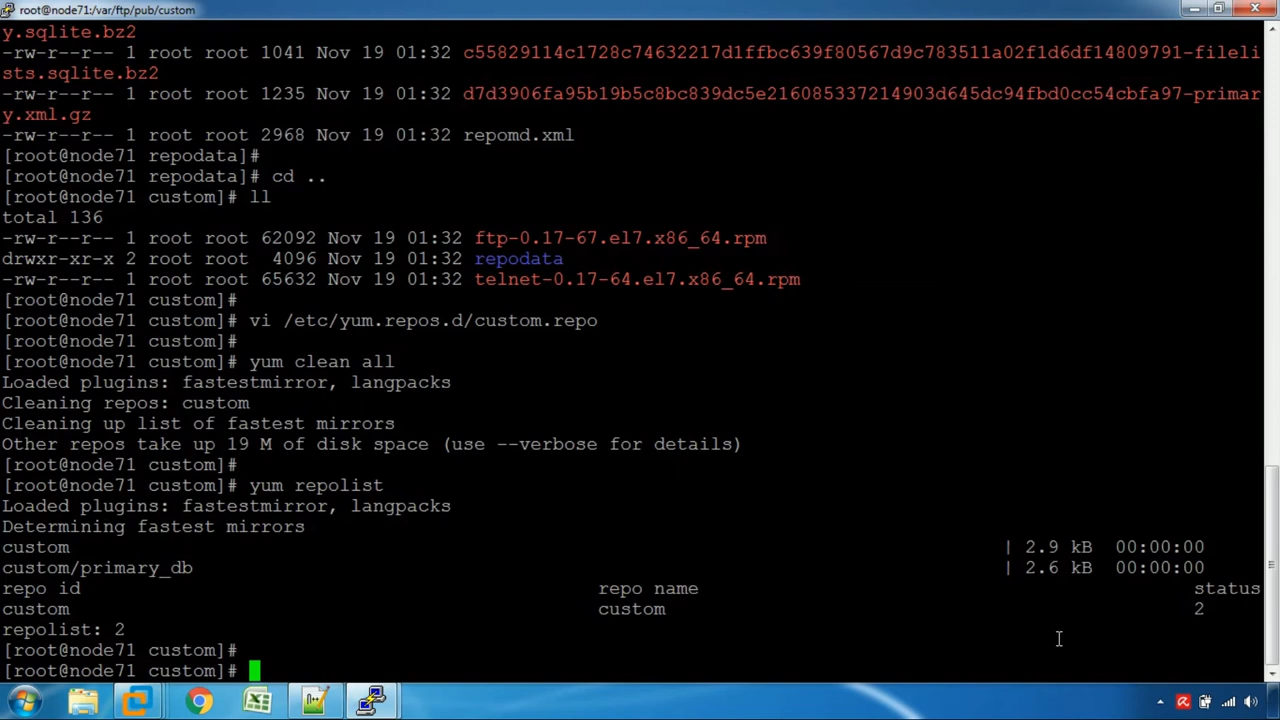 root@node71:/var/ftp/pub/custom
y.sqlite.bz2
-rw-r--r-- 1 root root 1041 Nov 19 01:32 c55829114c1728c74632217d1ffbc639f80567d9c783511a02f1d6df14809791-fileli
sts.sqlite.bz2
-rw-r--r-- 1 root root 1235 Nov 19 01:32 d7d3906fa95b19b5c8bc839dc5e216085337214903d645dc94fbd0cc54cbfa97-primar
y.xml.gz
-rw-r--r-- 1 root root 2968 Nov 19 01:32 repomd.xml
[root@node71 repodata]#
[root@node71 repodata]# cd ..
[root@node71 custom]# ll
total 136
-rw-r--r-- 1 root root 62092 Nov 19 01:32 ftp-0.17-67.el7.x86_64.rpm
drwxr-xr-x 2 root root  4096 Nov 19 01:32 repodata
-rw-r--r-- 1 root root 65632 Nov 19 01:32 telnet-0.17-64.el7.x86_64.rpm
[root@node71 custom]#
[root@node71 custom]# vi /etc/yum.repos.d/custom.repo
[root@node71 custom]#
[root@node71 custom]# yum clean all
Loaded plugins: fastestmirror, langpacks
Cleaning repos: custom
Cleaning up list of fastest mirrors
Other repos take up 19 M of disk space (use --verbose for details)
[root@node71 custom]#
[root@node71 custom]# yum repolist
Loaded plugins: fastestmirror, langpacks
Determining fastest mirrors
custom | 2.9 kB 00:00:00
custom/primary_db | 2.6 kB 00:00:00
repo id repo name status
custom custom 2
repolist: 2
[root@node71 custom]#
[root@node71 custom]#